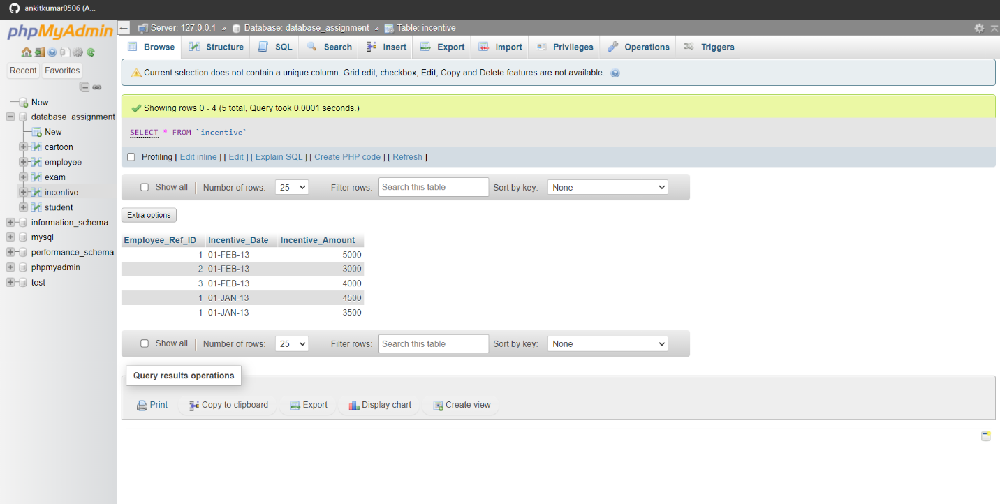 ankitkumar0506 (A...
phpMyAdmin
Server: 127.0.0.1 » Database: database_assignment » Table: incentive
Browse Structure SQL Search Insert Export Import Privileges Operations Triggers
Recent Favorites
New
database_assignment
New
cartoon
employee
exam
incentive
student
information_schema
mysql
performance_schema
phpmyadmin
test
Current selection does not contain a unique column. Grid edit, checkbox, Edit, Copy and Delete features are not available.
Showing rows 0 - 4 (5 total, Query took 0.0001 seconds.)
SELECT * FROM `incentive`
Profiling [ Edit inline ] [ Edit ] [ Explain SQL ] [ Create PHP code ] [ Refresh ]
Show all Number of rows: 25 Filter rows: Search this table Sort by key: None
Extra options
Employee_Ref_ID Incentive_Date Incentive_Amount
1 01-FEB-13 5000
2 01-FEB-13 3000
3 01-FEB-13 4000
1 01-JAN-13 4500
1 01-JAN-13 3500
Show all Number of rows: 25 Filter rows: Search this table Sort by key: None
Query results operations
Print Copy to clipboard Export Display chart Create view